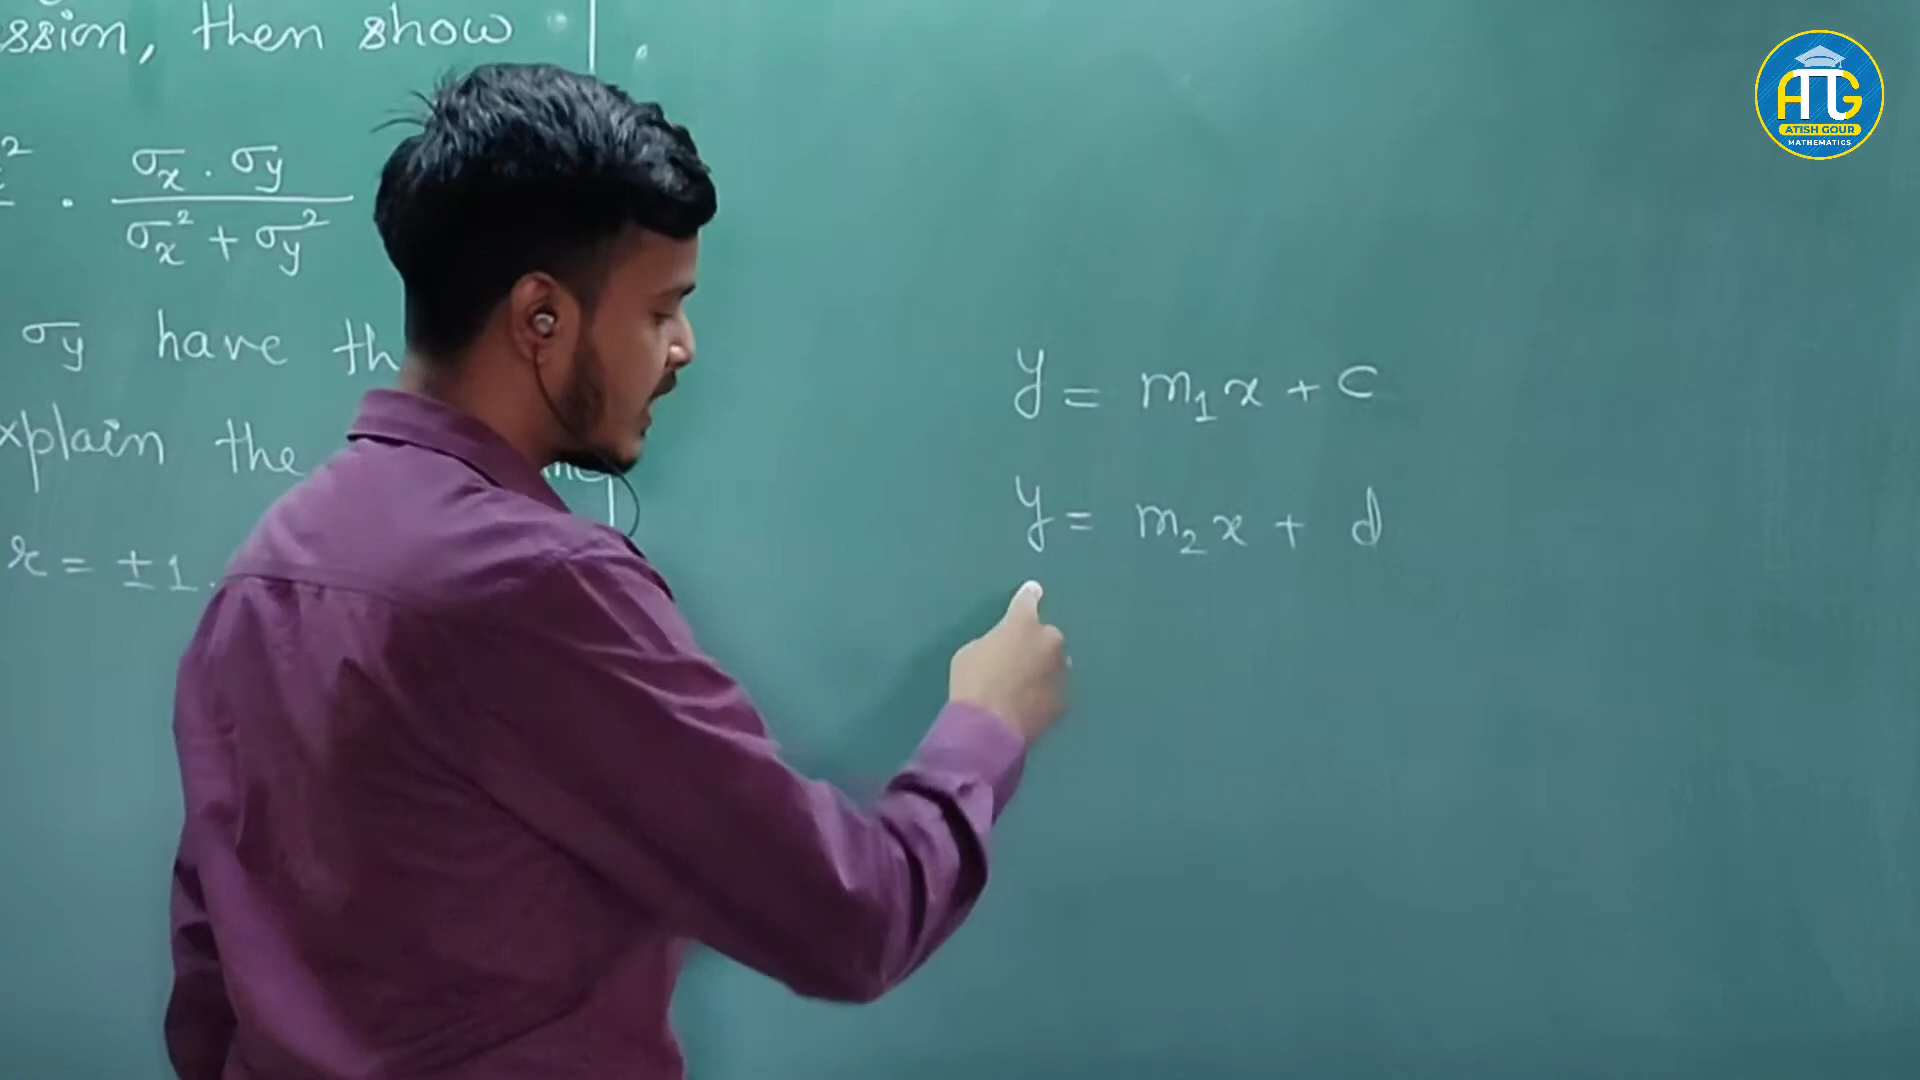 ssion, then show
2 . σx . σy / σx² + σy²
σy have th
xplain the
r = ±1.
y = m₁x + c
y = m₂x + d
ATG
ATISH GOUR
MATHEMATICS